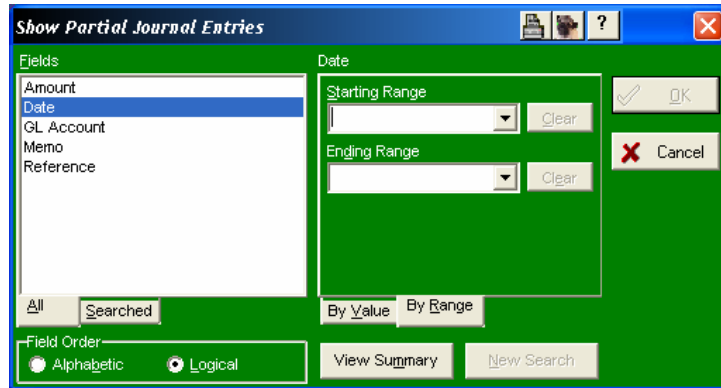 Show Partial Journal Entries
?
Fields
Amount
Date
GL Account
Memo
Reference
All
Searched
Field Order
Alphabetic
Logical
Date
Starting Range
Clear
Ending Range
Clear
By Value
By Range
View Summary
New Search
OK
Cancel